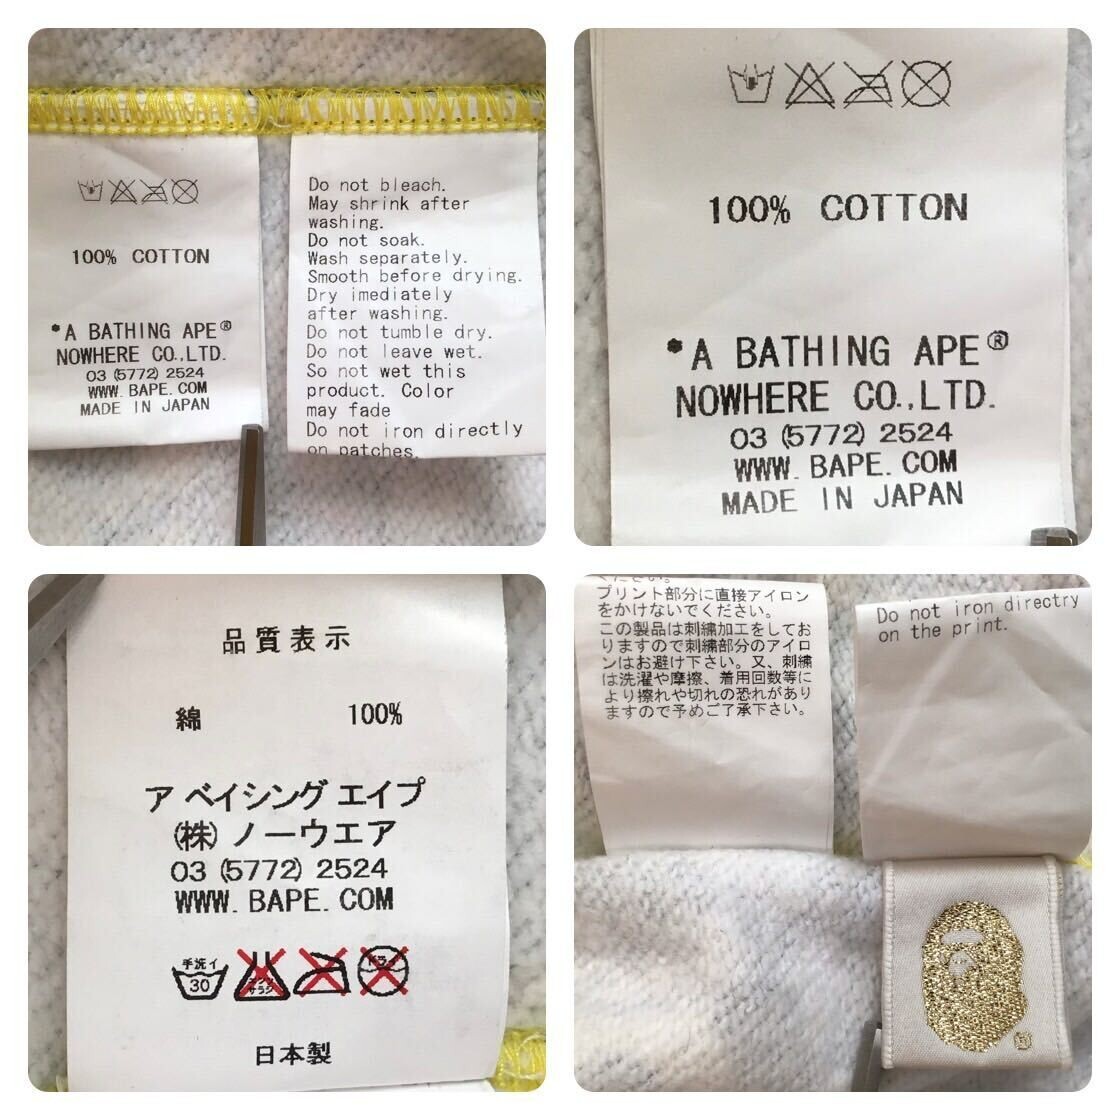 100% COTTON
*A BATHING APE®
NOWHERE CO.,LTD.
03 (5772) 2524
WWW. BAPE. COM
MADE IN JAPAN
Do not bleach.
May shrink after
washing.
Do not soak.
Wash separately.
Smooth before drying.
Dry imediately
after washing.
Do not tumble dry.
Do not leave wet.
So not wet this
product. Color
may fade
Do not iron directly
on patches.
100% COTTON
*A BATHING APE®
NOWHERE CO.,LTD.
03 (5772) 2524
WWW. BAPE. COM
MADE IN JAPAN
品質表示
綿 100%
ア ベイシング エイプ
(株) ノーウエア
03 (5772) 2524
WWW. BAPE. COM
手洗イ
30
日本製
ください。
プリント部分に直接アイロン
をかけないでください。
この製品は刺繍加工をしてお
りますので刺繍部分のアイロ
ンはお避け下さい。又、刺繍
は洗濯や摩擦、着用回数等に
より擦れや切れの恐れがあり
ますので予めご了承下さい。
Do not iron directry
on the print.